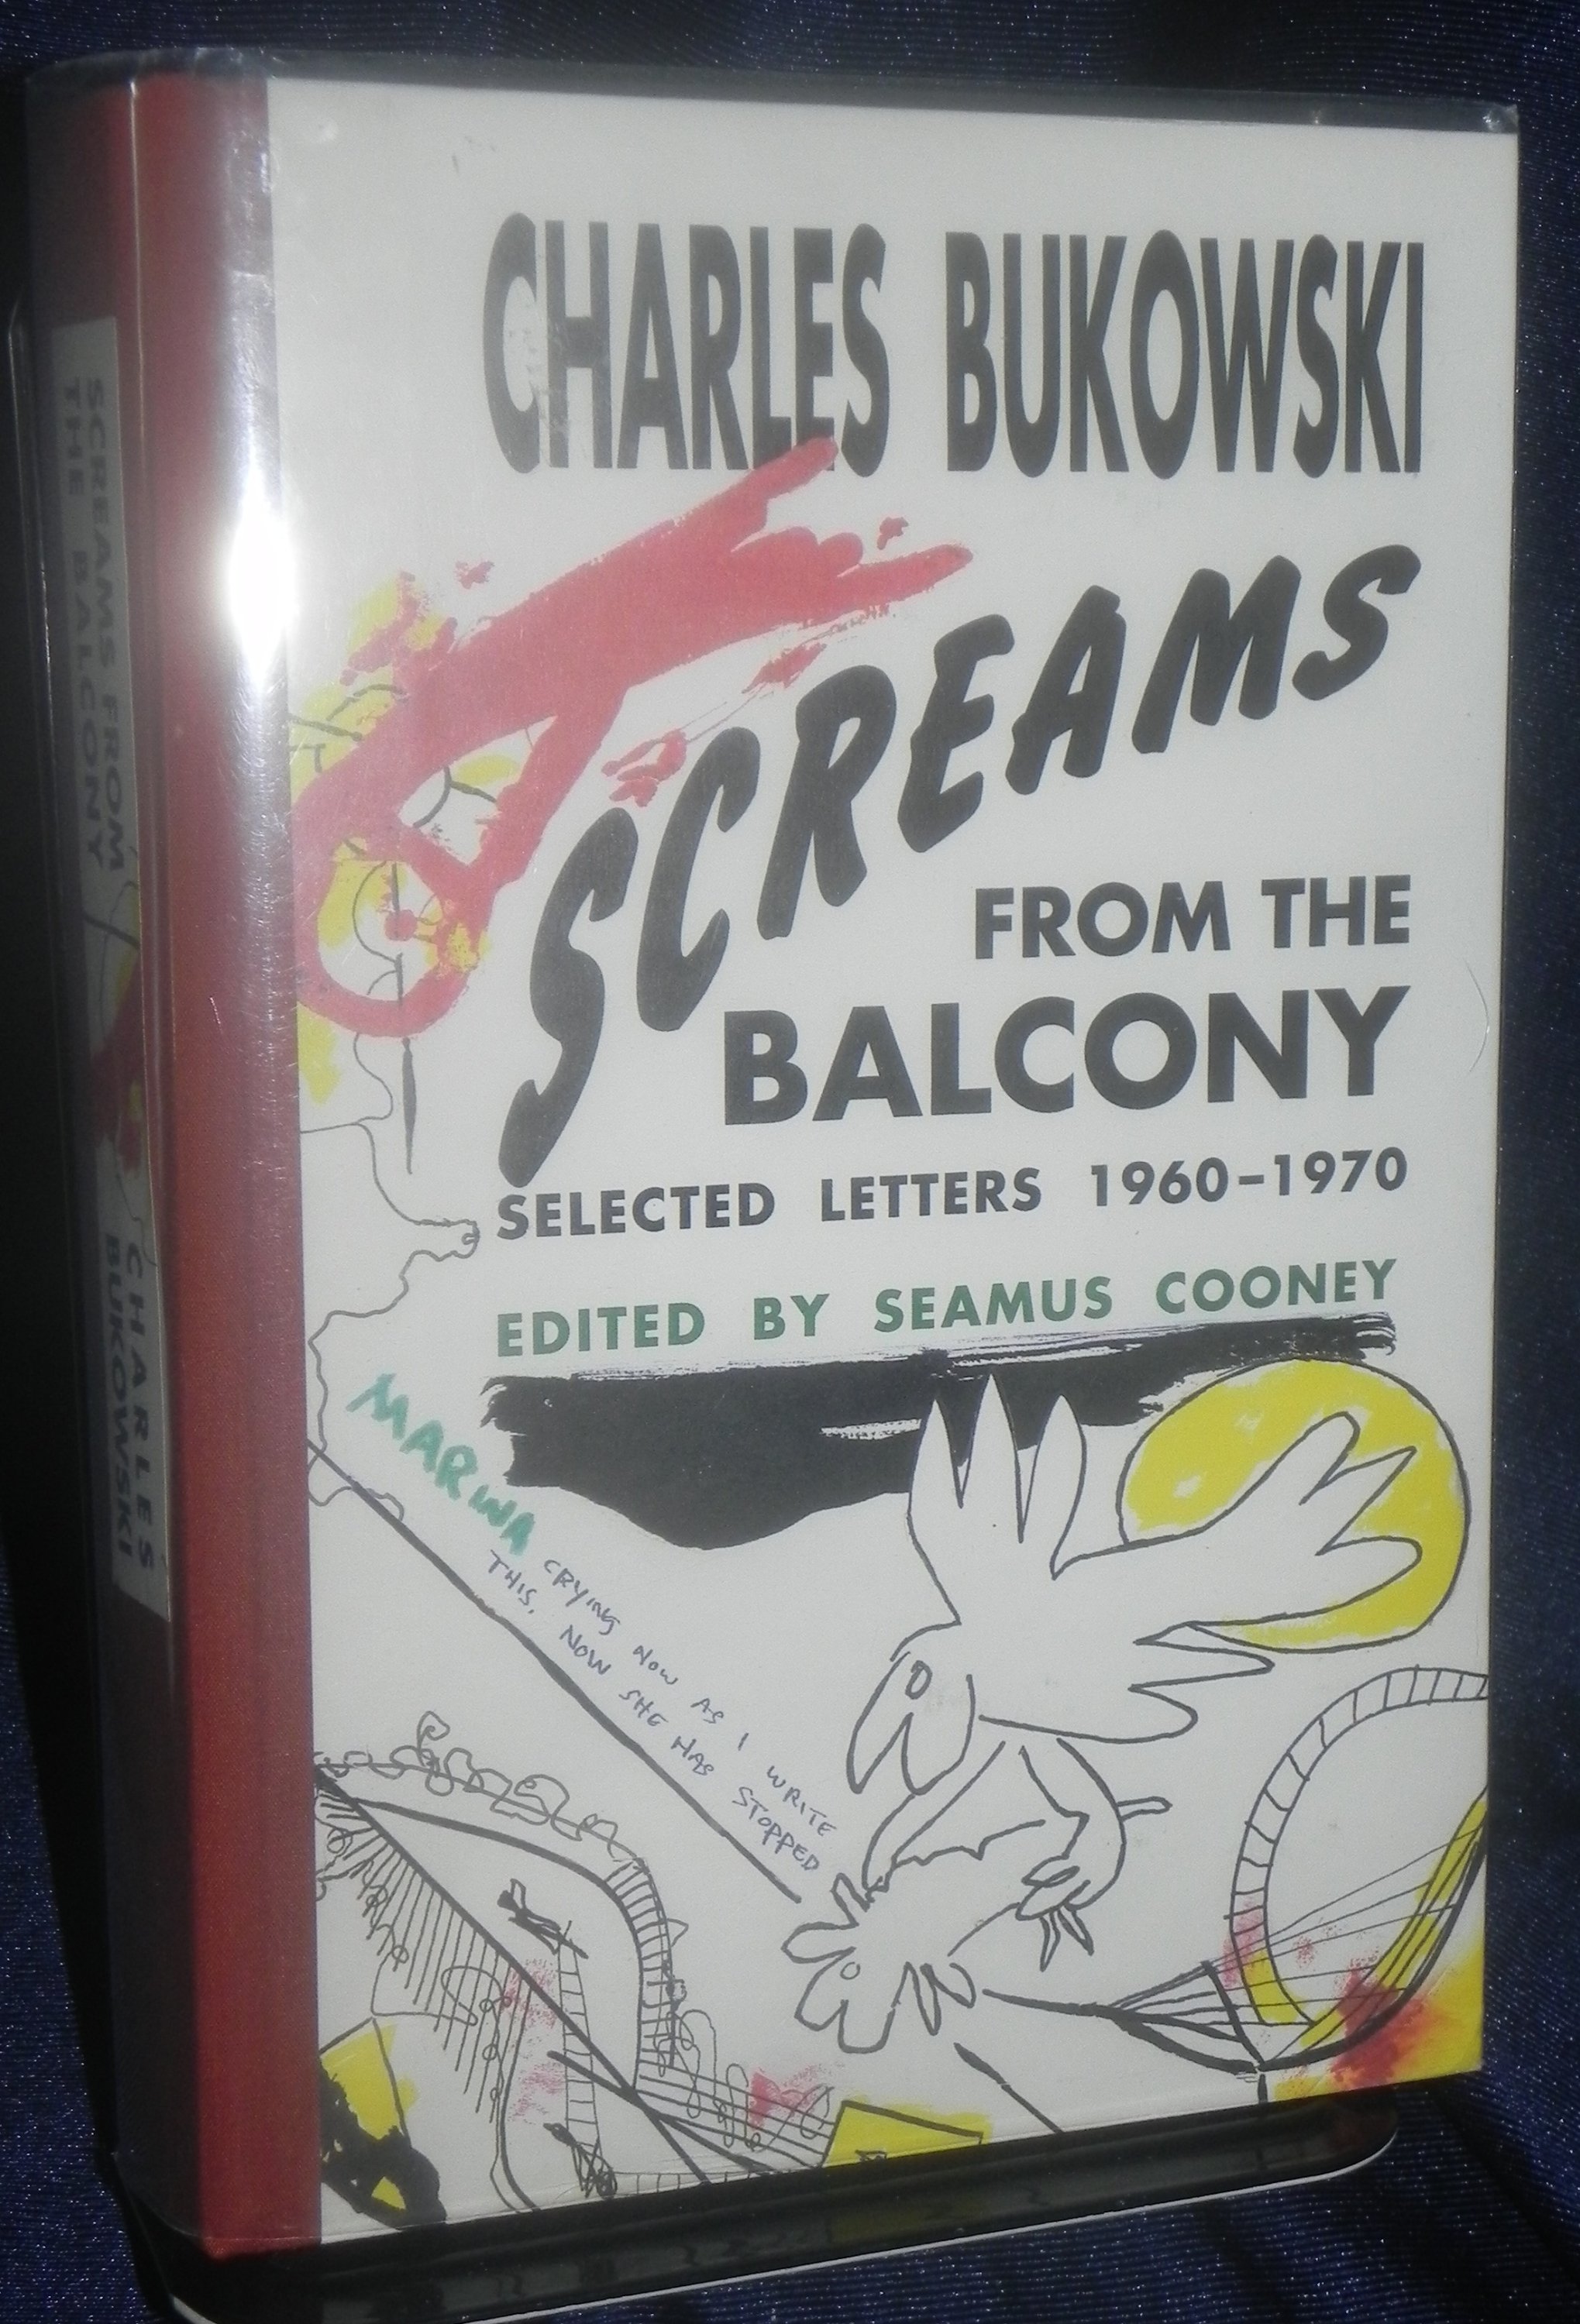 CHARLES BUKOWSKI
SCREAMS
FROM THE
BALCONY
SELECTED LETTERS 1960-1970
EDITED BY SEAMUS COONEY
MARINA
CRYING NOW AS I WRITE
THIS. NOW SHE HAS STOPPED
SCREAMS FROM
THE BALCONY
CHARLES
BUKOWSKI